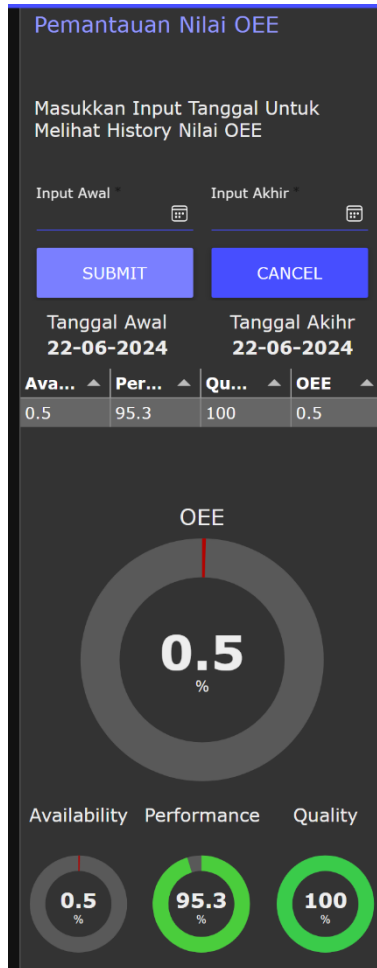 Pemantauan Nilai OEE
Masukkan Input Tanggal Untuk
Melihat History Nilai OEE
Input Awal *
Input Akhir *
SUBMIT
CANCEL
Tanggal Awal
Tanggal Akihr
22-06-2024
22-06-2024
Ava...
Per...
Qu...
OEE
0.5
95.3
100
0.5
OEE
0.5
%
Availability
Performance
Quality
0.5
%
95.3
%
100
%